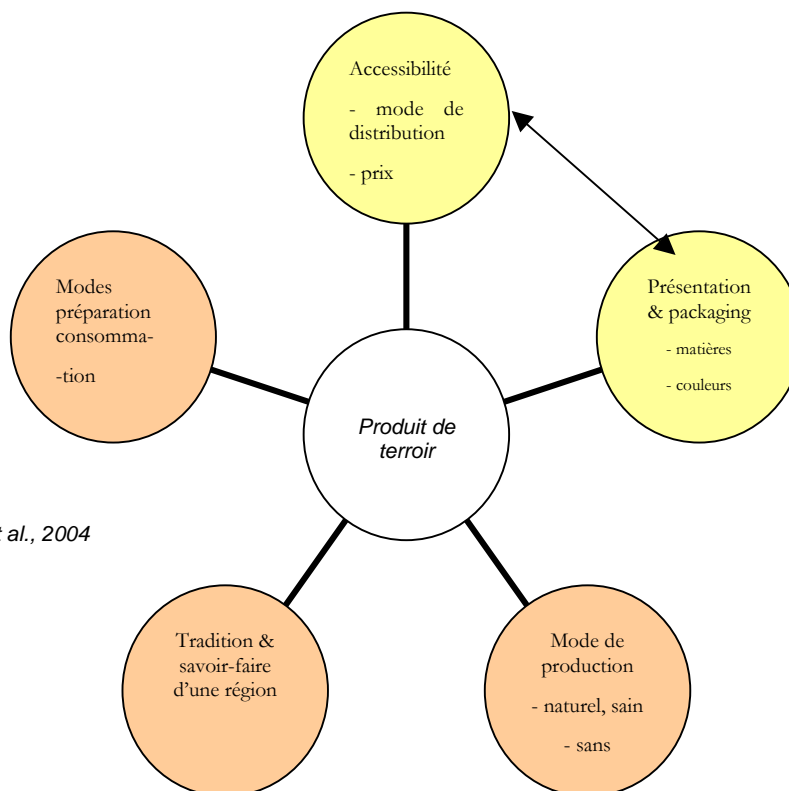 Accessibilité
- mode de
distribution
- prix
Modes
préparation
consomma-
-tion
Présentation
& packaging
- matières
- couleurs
Produit de
terroir
t al., 2004
Tradition &
savoir-faire
d’une région
Mode de
production
- naturel, sain
- sans